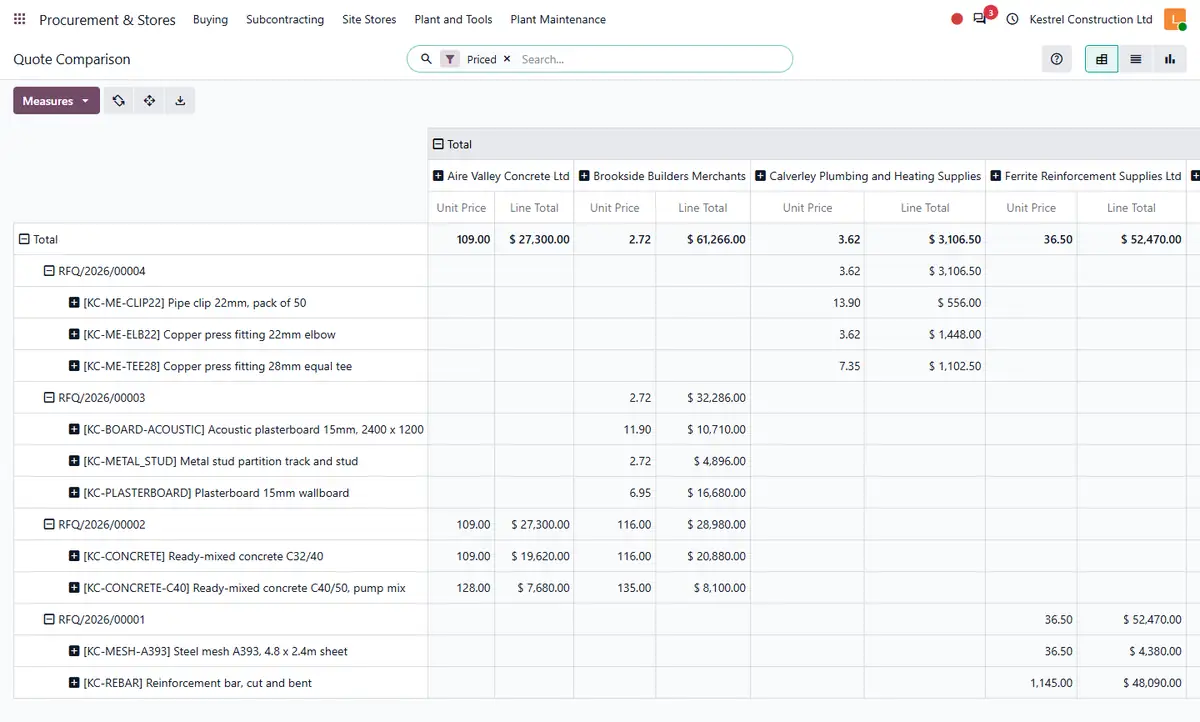 Procurement & Stores Buying Subcontracting Site Stores Plant and Tools Plant Maintenance 3 Kestrel Construction Ltd L
Quote Comparison Priced × Search...
Measures
Total
Aire Valley Concrete Ltd Brookside Builders Merchants Calverley Plumbing and Heating Supplies Ferrite Reinforcement Supplies Ltd
Unit Price Line Total Unit Price Line Total Unit Price Line Total Unit Price Line Total
Total 109.00 $ 27,300.00 2.72 $ 61,266.00 3.62 $ 3,106.50 36.50 $ 52,470.00
RFQ/2026/00004 3.62 $ 3,106.50
[KC-ME-CLIP22] Pipe clip 22mm, pack of 50 13.90 $ 556.00
[KC-ME-ELB22] Copper press fitting 22mm elbow 3.62 $ 1,448.00
[KC-ME-TEE28] Copper press fitting 28mm equal tee 7.35 $ 1,102.50
RFQ/2026/00003 2.72 $ 32,286.00
[KC-BOARD-ACOUSTIC] Acoustic plasterboard 15mm, 2400 x 1200 11.90 $ 10,710.00
[KC-METAL_STUD] Metal stud partition track and stud 2.72 $ 4,896.00
[KC-PLASTERBOARD] Plasterboard 15mm wallboard 6.95 $ 16,680.00
RFQ/2026/00002 109.00 $ 27,300.00 116.00 $ 28,980.00
[KC-CONCRETE] Ready-mixed concrete C32/40 109.00 $ 19,620.00 116.00 $ 20,880.00
[KC-CONCRETE-C40] Ready-mixed concrete C40/50, pump mix 128.00 $ 7,680.00 135.00 $ 8,100.00
RFQ/2026/00001 36.50 $ 52,470.00
[KC-MESH-A393] Steel mesh A393, 4.8 x 2.4m sheet 36.50 $ 4,380.00
[KC-REBAR] Reinforcement bar, cut and bent 1,145.00 $ 48,090.00